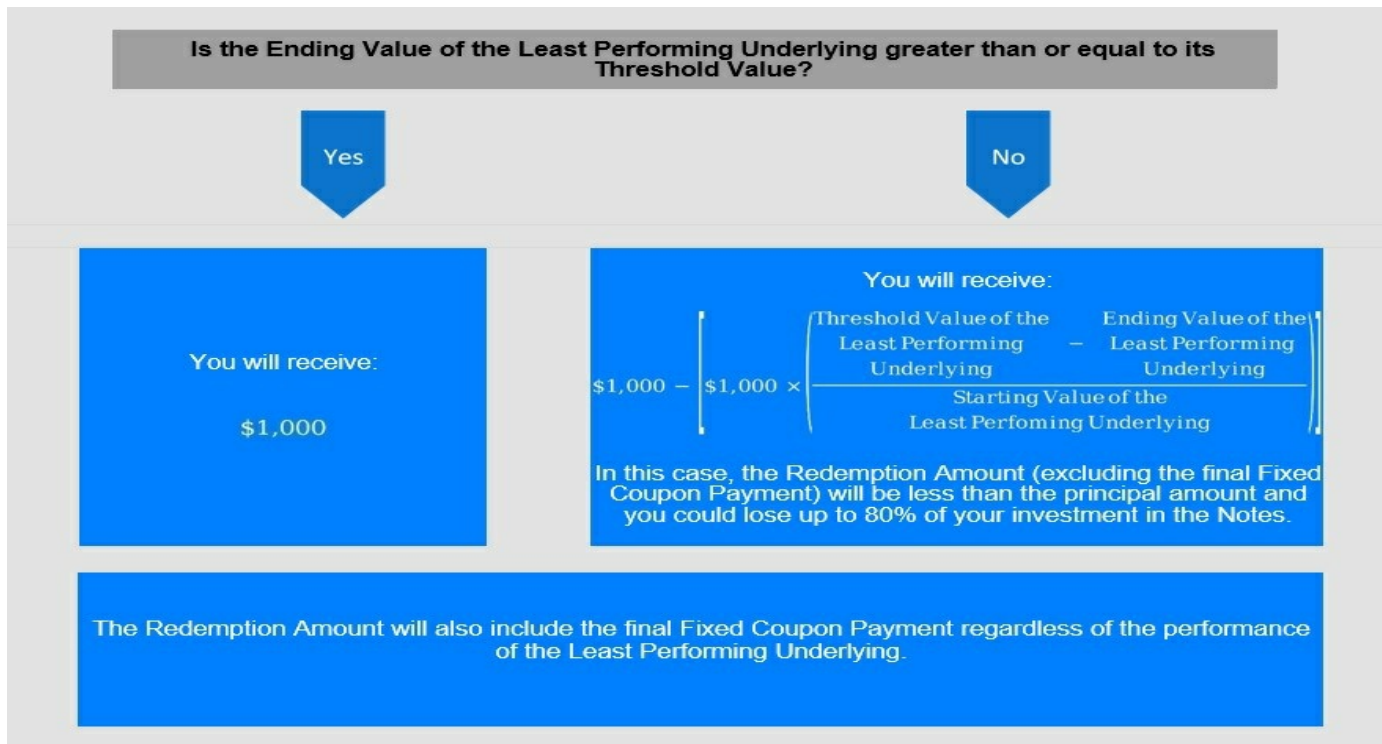 Is the Ending Value of the Least Performing Underlying greater than or equal to its
Threshold Value?
Yes
No
You will receive:
$1,000
You will receive:
Threshold Value of the
Least Performing
Underlying
−
Ending Value of the
Least Performing
Underlying
$1,000 − [$1,000 × (
Starting Value of the
Least Perfoming Underlying
)]
In this case, the Redemption Amount (excluding the final Fixed
Coupon Payment) will be less than the principal amount and
you could lose up to 80% of your investment in the Notes.
The Redemption Amount will also include the final Fixed Coupon Payment regardless of the performance
of the Least Performing Underlying.